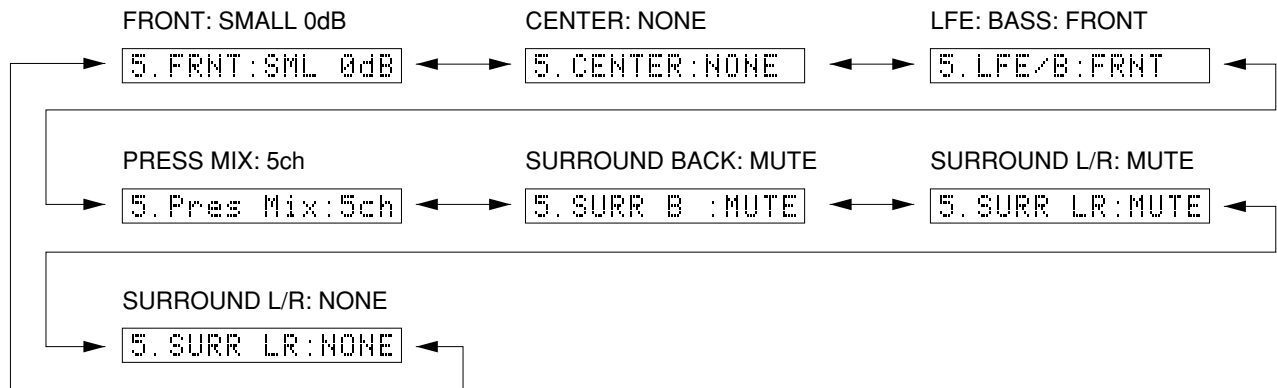 FRONT: SMALL 0dB
CENTER: NONE
LFE: BASS: FRONT
5.FRNT:SML 0dB
5.CENTER:NONE
5.LFE/B:FRNT
PRESS MIX: 5ch
SURROUND BACK: MUTE
SURROUND L/R: MUTE
5.Pres Mix:5ch
5.SURR B :MUTE
5.SURR LR:MUTE
SURROUND L/R: NONE
5.SURR LR:NONE